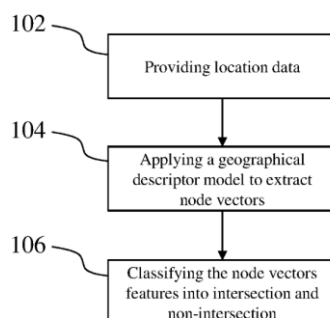 102
Providing location data
104
Applying a geographical
descriptor model to extract
node vectors
106
Classifying the node vectors
features into intersection and
non-intersection